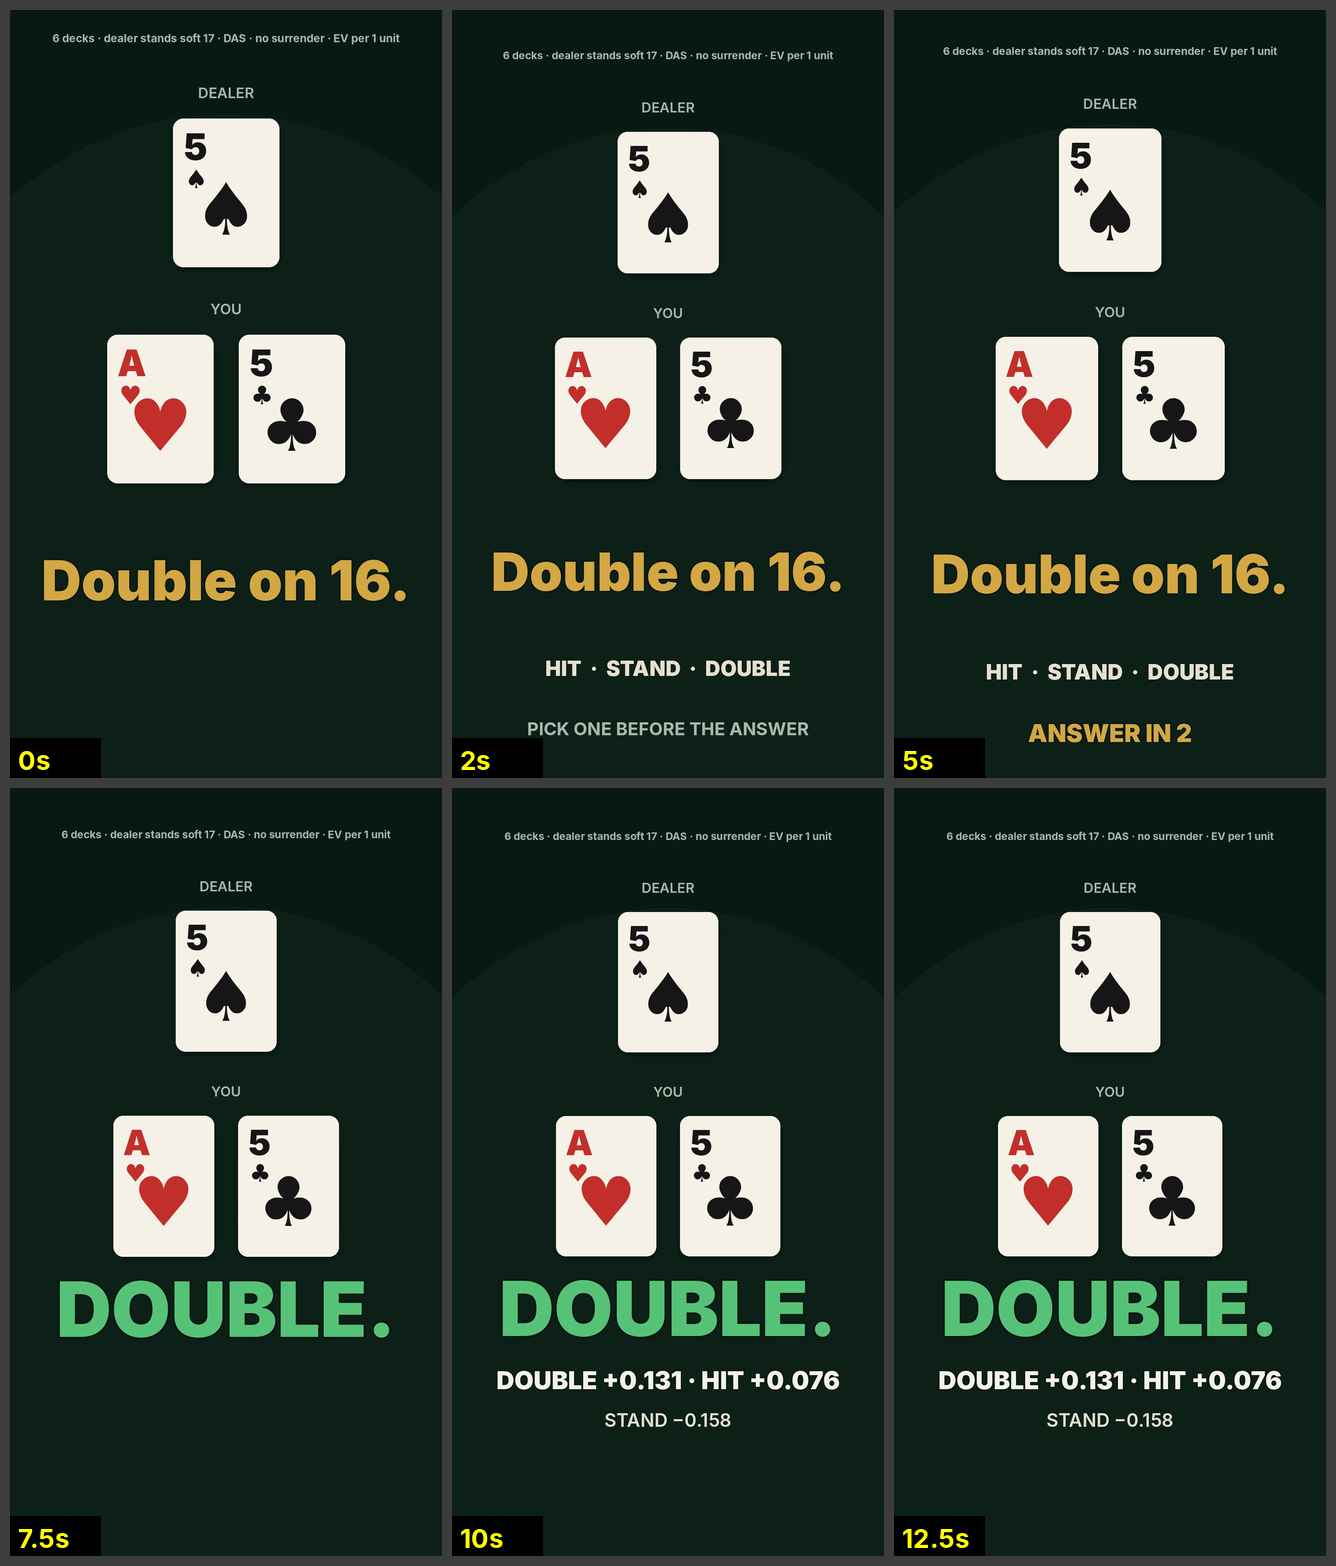 6 decks · dealer stands soft 17 · DAS · no surrender · EV per 1 unit
DEALER
5
YOU
A
5
Double on 16.
0s
6 decks · dealer stands soft 17 · DAS · no surrender · EV per 1 unit
DEALER
5
YOU
A
5
Double on 16.
HIT · STAND · DOUBLE
PICK ONE BEFORE THE ANSWER
2s
6 decks · dealer stands soft 17 · DAS · no surrender · EV per 1 unit
DEALER
5
YOU
A
5
Double on 16.
HIT · STAND · DOUBLE
ANSWER IN 2
5s
6 decks · dealer stands soft 17 · DAS · no surrender · EV per 1 unit
DEALER
5
YOU
A
5
DOUBLE.
7.5s
6 decks · dealer stands soft 17 · DAS · no surrender · EV per 1 unit
DEALER
5
YOU
A
5
DOUBLE.
DOUBLE +0.131 · HIT +0.076
STAND −0.158
10s
6 decks · dealer stands soft 17 · DAS · no surrender · EV per 1 unit
DEALER
5
YOU
A
5
DOUBLE.
DOUBLE +0.131 · HIT +0.076
STAND −0.158
12.5s